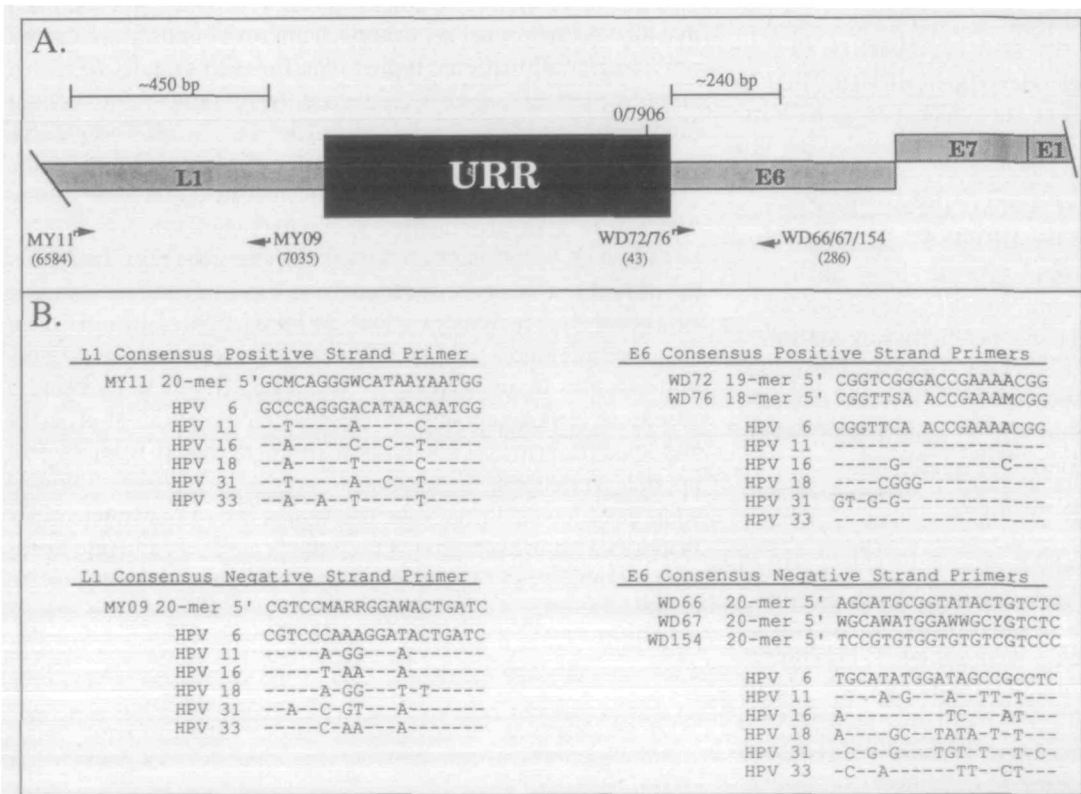 A.
~450 bp
~240 bp
0/7906
L1
URR
E6
E7
E1
MY11
(6584)
MY09
(7035)
WD72/76
(43)
WD66/67/154
(286)
B.
L1 Consensus Positive Strand Primer
MY11 20-mer 5'GCMCAGGGWCATAAYAATGG
HPV 6 GCCCAGGGACATAACAATGG
HPV 11 --T-----A-----C-----
HPV 16 --A-----C--C--T-----
HPV 18 --A-----T-----C-----
HPV 31 --T-----A--C--T-----
HPV 33 --A--A--T-----T-----
E6 Consensus Positive Strand Primers
WD72 19-mer 5' CGGTCGGGACCGAAAACGG
WD76 18-mer 5' CGGTTSA ACCGAAAAMCGG
HPV 6 CGGTTCA ACCGAAAACGG
HPV 11 -------------------
HPV 16 -----G---------C---
HPV 18 ----CGGG-----------
HPV 31 GT-G-G-------------
HPV 33 -------------------
L1 Consensus Negative Strand Primer
MY09 20-mer 5' CGTCCMARRGGAWACTGATC
HPV 6 CGTCCCAAAGGATACTGATC
HPV 11 -----A-GG---A-------
HPV 16 -----T-AA---A-------
HPV 18 -----A-GG---T-T-----
HPV 31 --A--C-GT---A-------
HPV 33 -----C-AA---A-------
E6 Consensus Negative Strand Primers
WD66 20-mer 5' AGCATGCGGTATACTGTCTC
WD67 20-mer 5' WGCAWATGGAWWGCYGTCTC
WD154 20-mer 5' TCCGTGTGGTGTGTCGTCCC
HPV 6 TGCATATGGATAGCCGCCTC
HPV 11 ----A-G---A--TT-T---
HPV 16 A---------TC---AT---
HPV 18 A----GC---TATA-T-T--
HPV 31 -C-G-G----TGT-T--T-C
HPV 33 -C--A------TT--CT---